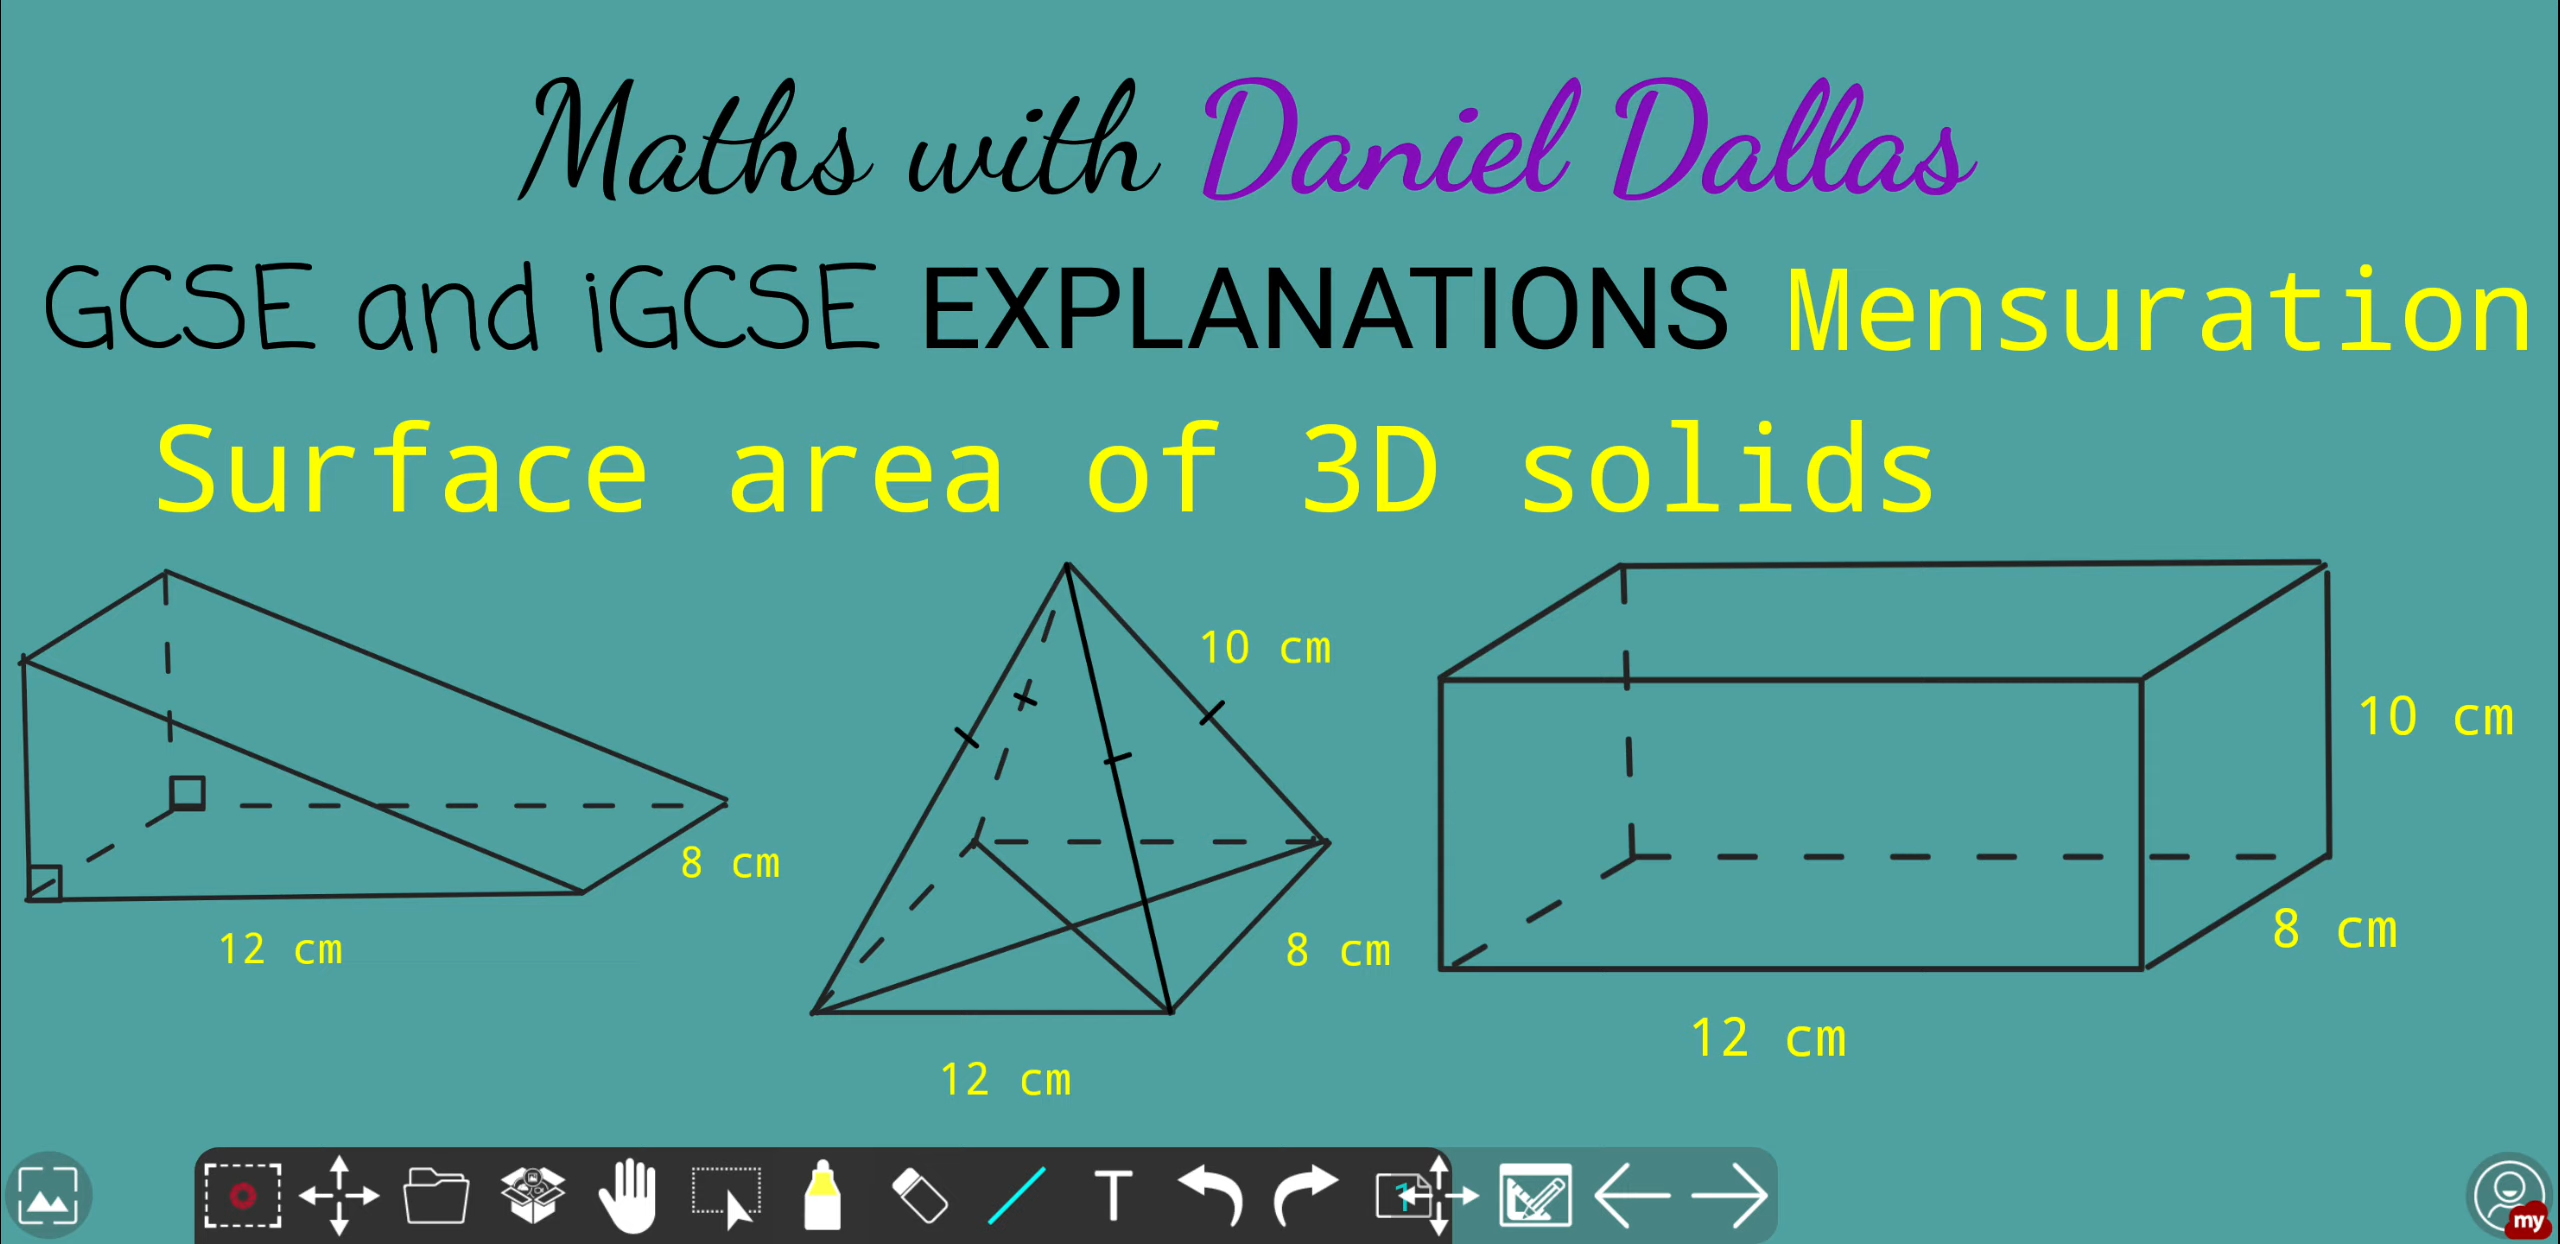 Maths with Daniel Dallas
GCSE and iGCSE EXPLANATIONS Mensuration
Surface area of 3D solids
10 cm
10 cm
8 cm
8 cm
8 cm
12 cm
12 cm
12 cm
T
1
my